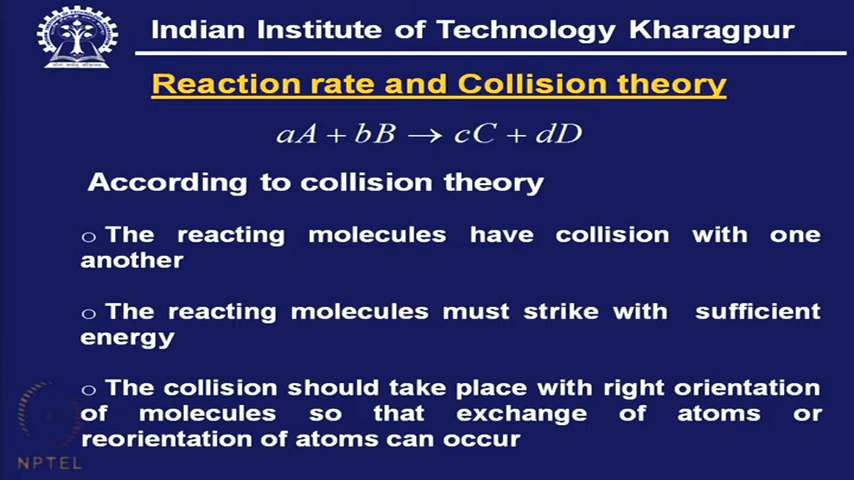 Indian Institute of Technology Kharagpur
Reaction rate and Collision theory
aA + bB → cC + dD
According to collision theory
○ The reacting molecules have collision with one
another
○ The reacting molecules must strike with sufficient
energy
○ The collision should take place with right orientation
of molecules so that exchange of atoms or
reorientation of atoms can occur
NPTEL